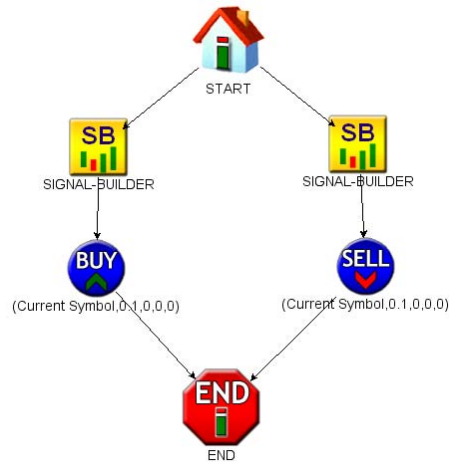 START
SB
SIGNAL-BUILDER
SB
SIGNAL-BUILDER
BUY
(Current Symbol,0.1,0,0,0)
SELL
(Current Symbol,0.1,0,0,0)
END
END